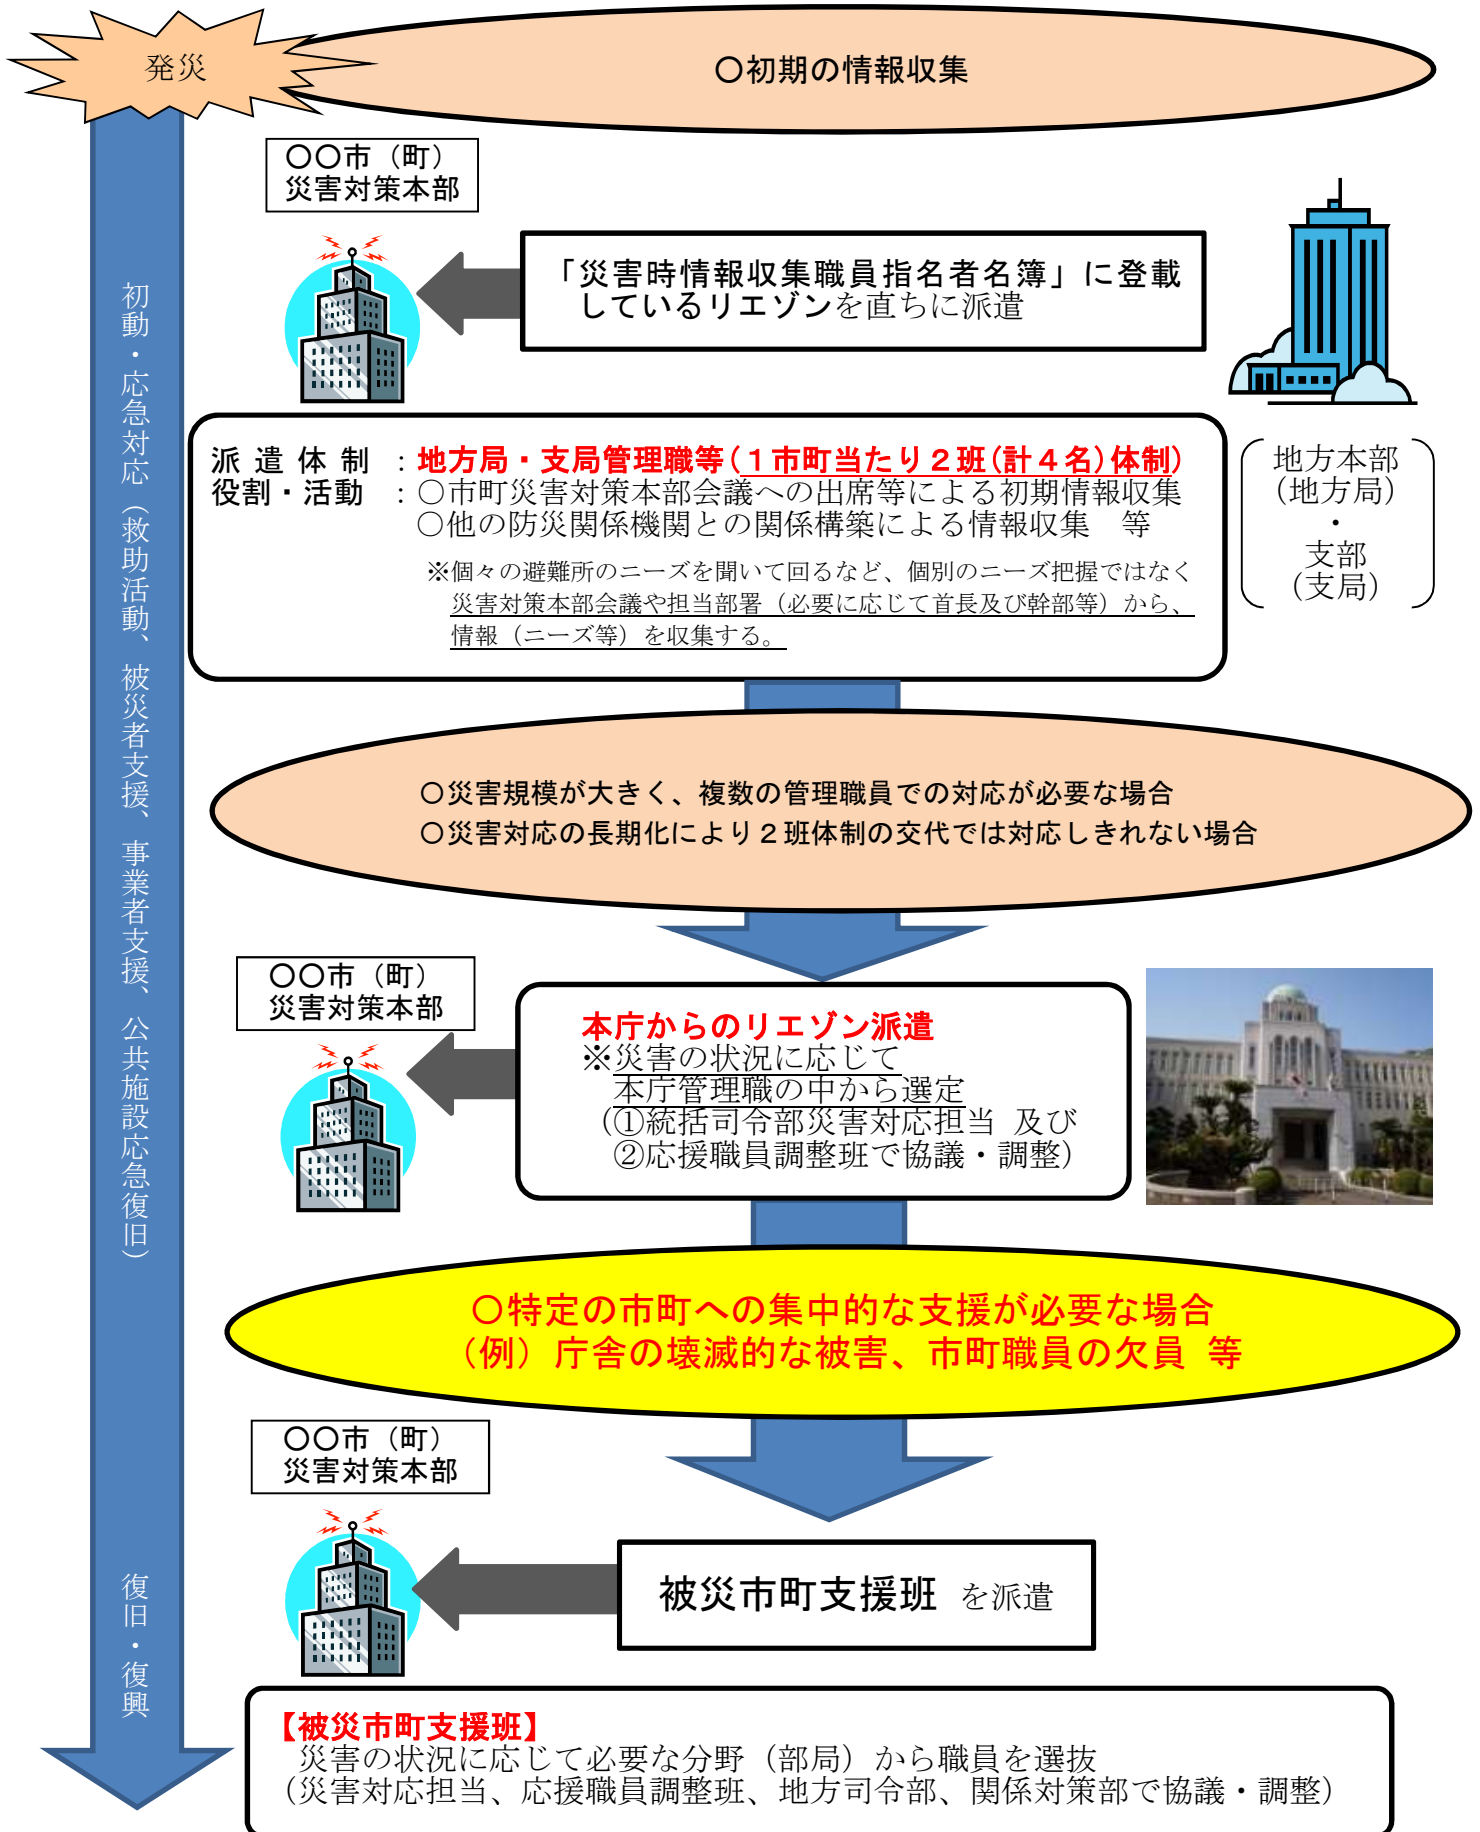 発災
〇初期の情報収集
〇〇市（町）
災害対策本部
「災害時情報収集職員指名者名簿」に登載
しているリエゾンを直ちに派遣
派遣体制：地方局・支局管理職等（１市町当たり２班（計４名）体制）
役割・活動：〇市町災害対策本部会議への出席等による初期情報収集
〇他の防災関係機関との関係構築による情報収集　等
※個々の避難所のニーズを聞いて回るなど、個別のニーズ把握ではなく
災害対策本部会議や担当部署（必要に応じて首長及び幹部等）から、
情報（ニーズ等）を収集する。
地方本部
（地方局）
・
支部
（支局）
初動・応急対応（救助活動、被災者支援、事業者支援、公共施設応急復旧）
〇災害規模が大きく、複数の管理職員での対応が必要な場合
〇災害対応の長期化により２班体制の交代では対応しきれない場合
〇〇市（町）
災害対策本部
本庁からのリエゾン派遣
※災害の状況に応じて
本庁管理職の中から選定
（①統括司令部災害対応担当 及び
②応援職員調整班で協議・調整）
〇特定の市町への集中的な支援が必要な場合
（例）庁舎の壊滅的な被害、市町職員の欠員 等
〇〇市（町）
災害対策本部
被災市町支援班 を派遣
復旧・復興
【被災市町支援班】
災害の状況に応じて必要な分野（部局）から職員を選抜
（災害対応担当、応援職員調整班、地方司令部、関係対策部で協議・調整）